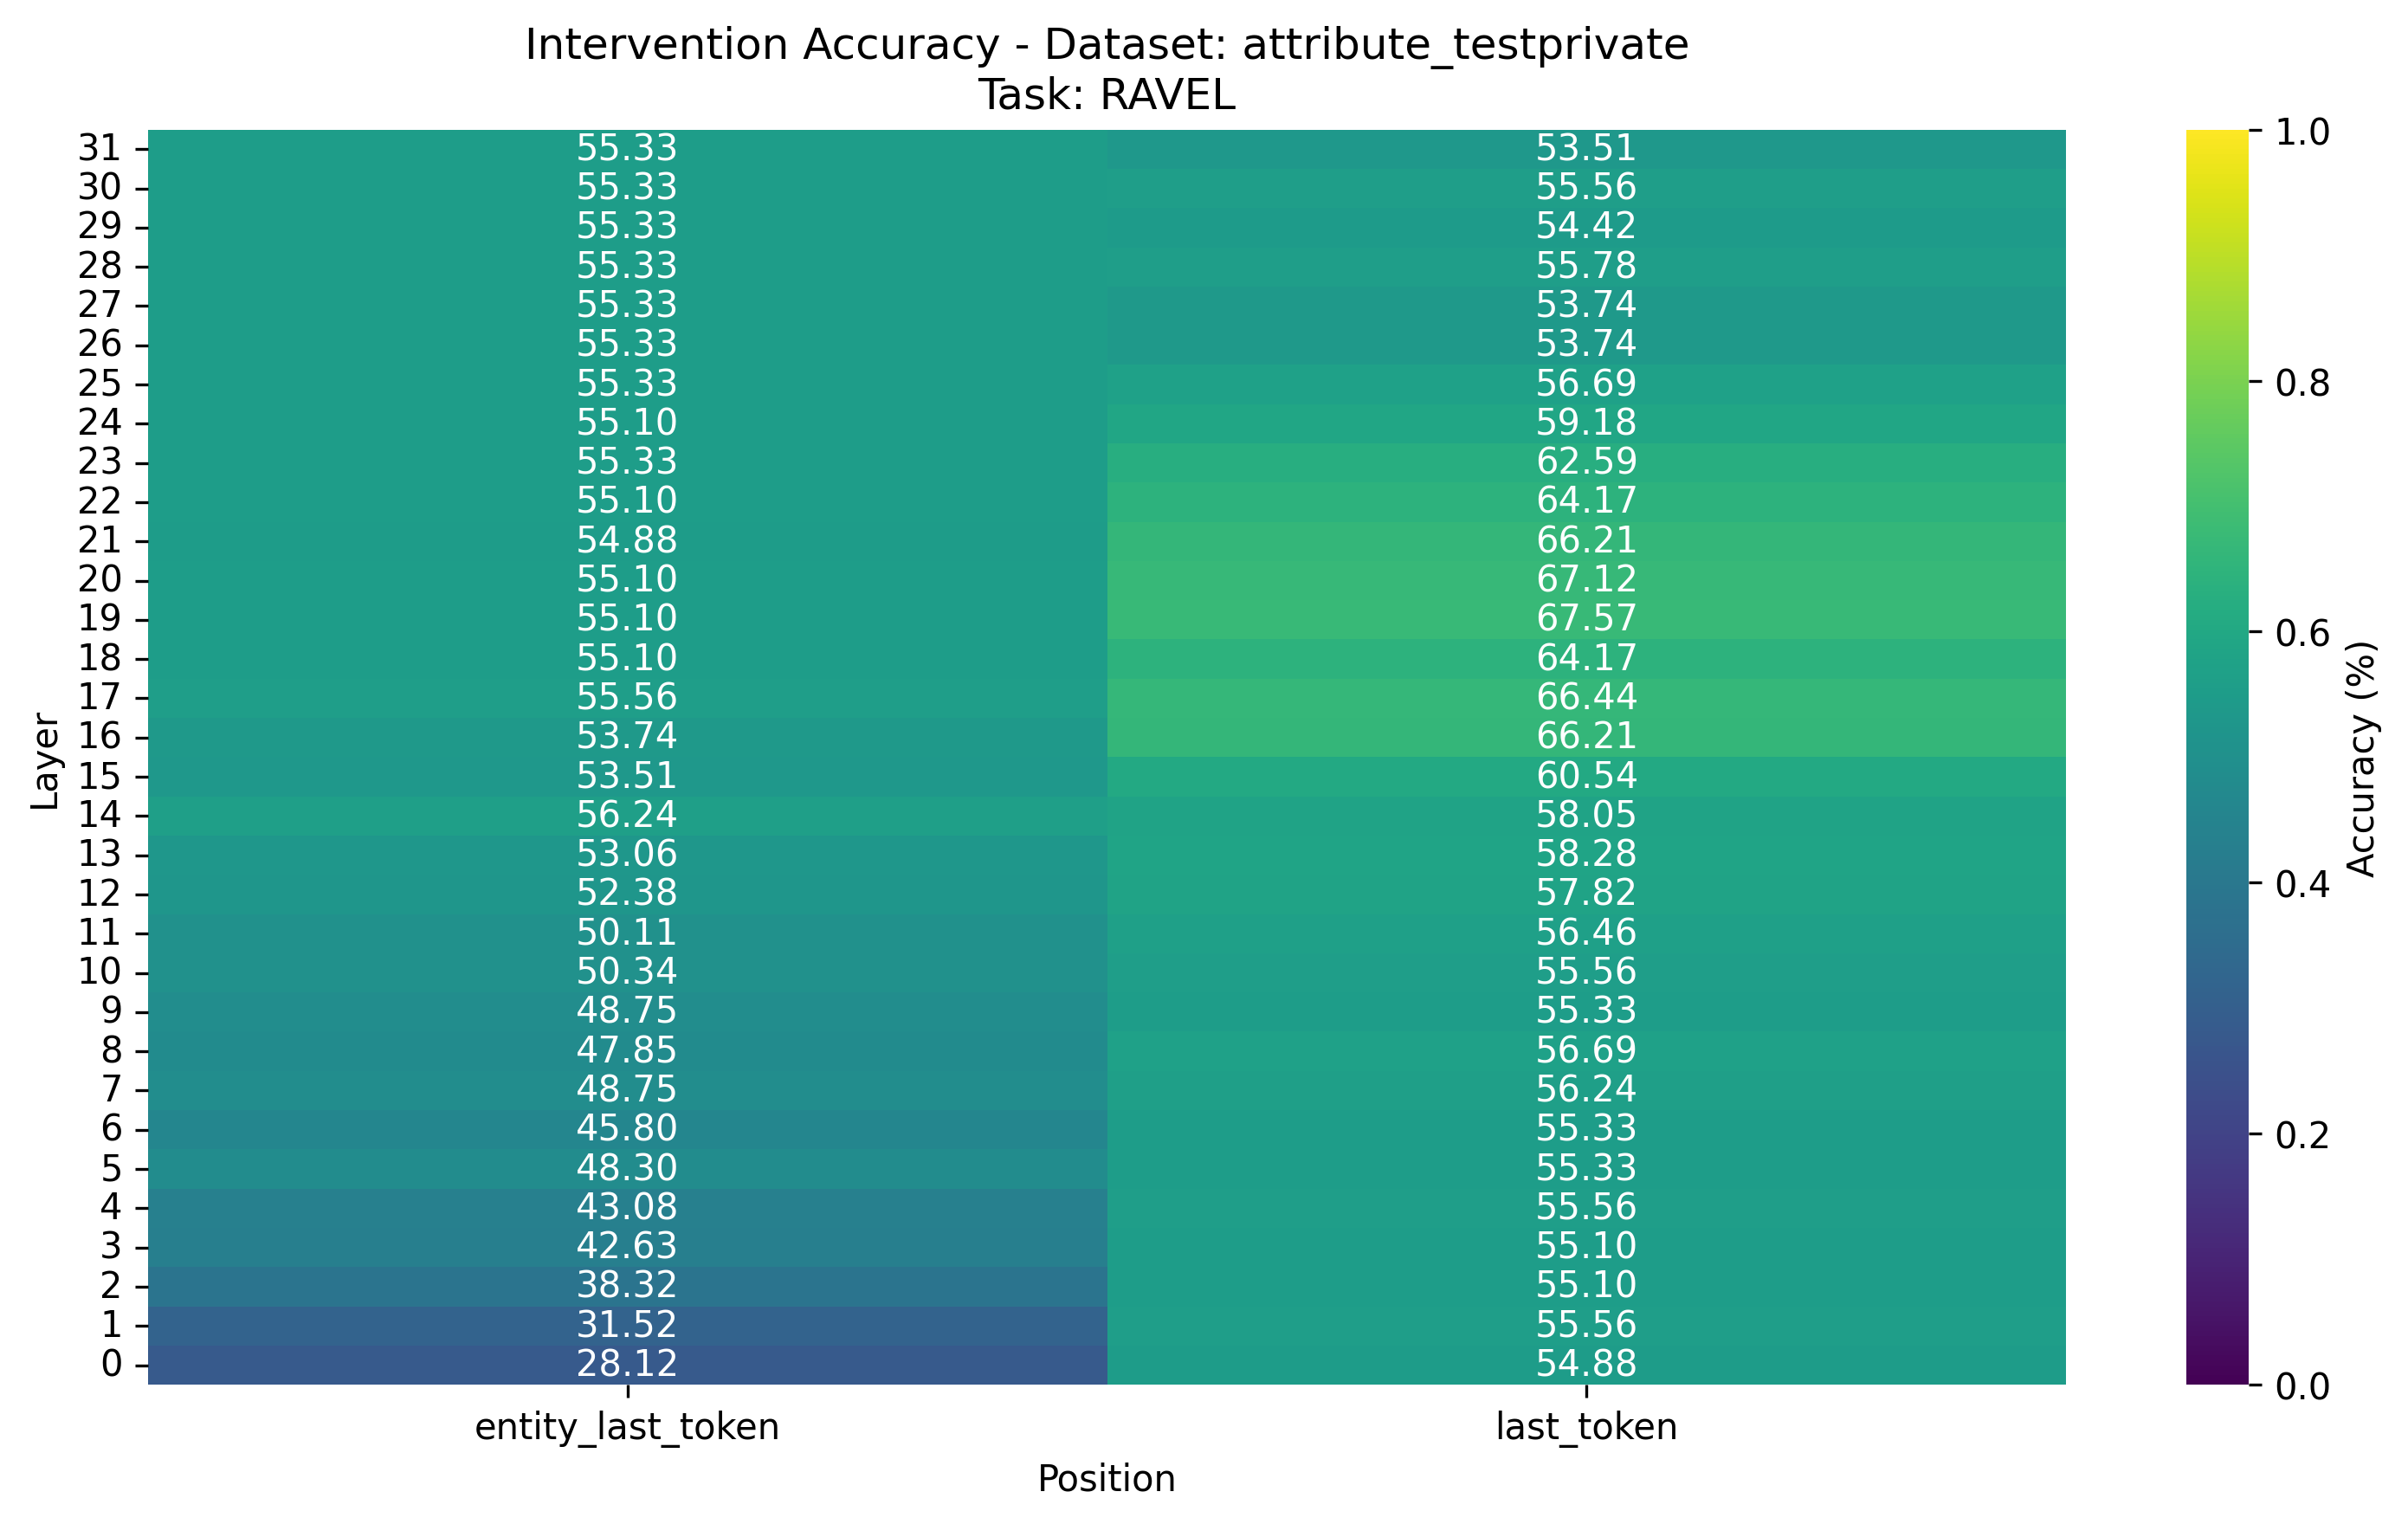 Intervention Accuracy - Dataset: attribute_testprivate
Task: RAVEL
31 55.33 53.51 1.0
30 55.33 55.56
29 55.33 54.42
28 55.33 55.78
27 55.33 53.74
26 55.33 53.74
25 55.33 56.69 0.8
24 55.10 59.18
23 55.33 62.59
22 55.10 64.17
21 54.88 66.21
20 55.10 67.12
19 55.10 67.57 0.6
18 55.10 64.17
17 55.56 66.44
16 53.74 66.21
15 53.51 60.54
14 56.24 58.05
13 53.06 58.28
12 52.38 57.82 0.4
11 50.11 56.46
10 50.34 55.56
9 48.75 55.33
8 47.85 56.69
7 48.75 56.24
6 45.80 55.33 0.2
5 48.30 55.33
4 43.08 55.56
3 42.63 55.10
2 38.32 55.10
1 31.52 55.56
0 28.12 54.88 0.0
Layer
Accuracy (%)
entity_last_token last_token
Position